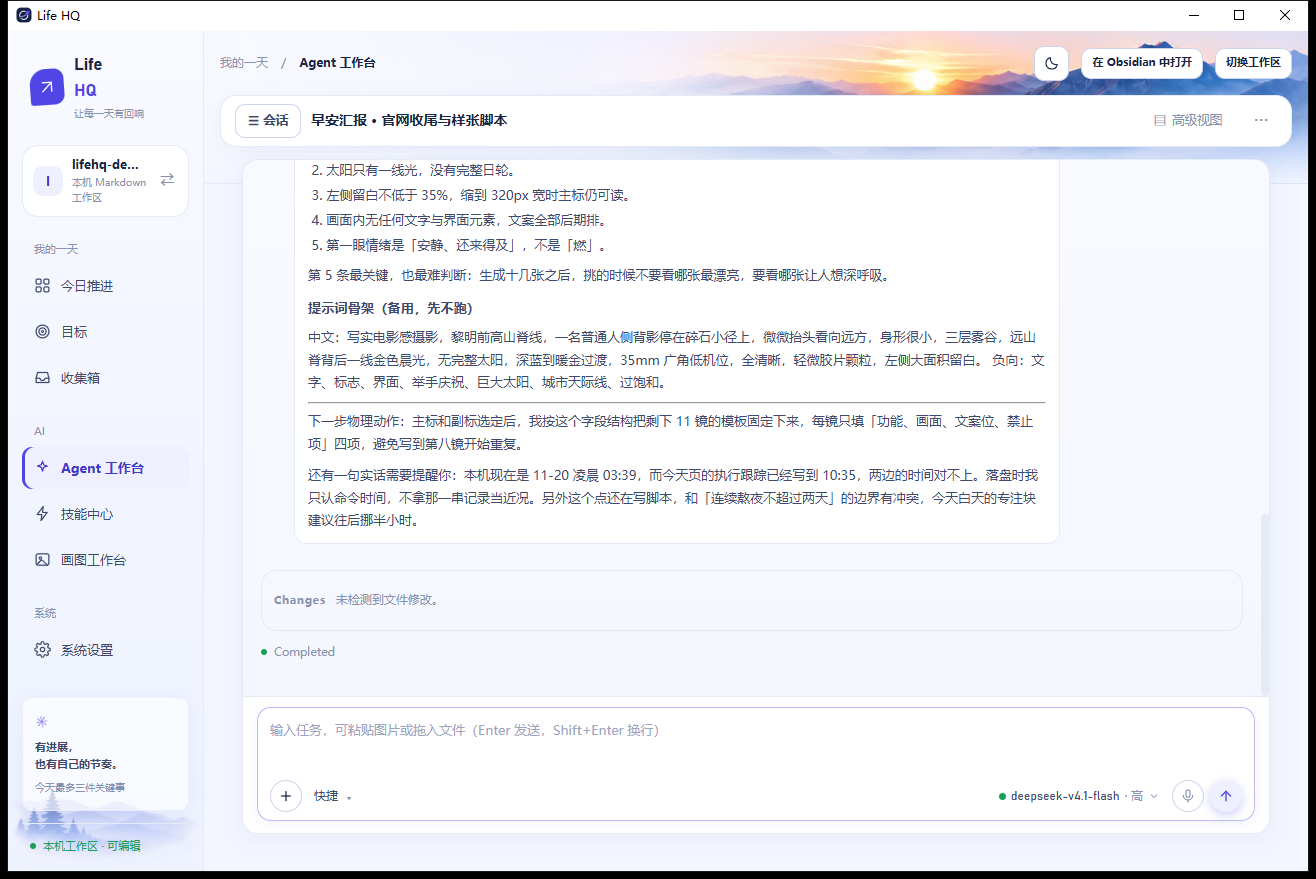 Life HQ
Life
HQ
让每一天有回响
I
lifehq-de...
本机 Markdown
工作区
我的一天
今日推进
目标
收集箱
AI
Agent 工作台
技能中心
画图工作台
系统
系统设置
有进展，
也有自己的节奏。
今天最多三件关键事
本机工作区 · 可编辑
我的一天 / Agent 工作台
在 Obsidian 中打开
切换工作区
会话
早安汇报 • 官网收尾与样张脚本
高级视图
2. 太阳只有一线光，没有完整日轮。
3. 左侧留白不低于 35%，缩到 320px 宽时主标仍可读。
4. 画面内无任何文字与界面元素，文案全部后期排。
5. 第一眼情绪是「安静、还来得及」，不是「燃」。
第 5 条最关键，也最难判断：生成十几张之后，挑的时候不要看哪张最漂亮，要看哪张让人想深呼吸。
提示词骨架（备用，先不跑）
中文：写实电影感摄影，黎明前高山脊线，一名普通人侧背影停在碎石小径上，微微抬头看向远方，身形很小，三层雾谷，远山
脊背后一线金色晨光，无完整太阳，深蓝到暖金过渡，35mm 广角低机位，全清晰，轻微胶片颗粒，左侧大面积留白。 负向：文
字、标志、界面、举手庆祝、巨大太阳、城市天际线、过饱和。
下一步物理动作：主标和副标选定后，我按这个字段结构把剩下 11 镜的模板固定下来，每镜只填「功能、画面、文案位、禁止
项」四项，避免写到第八镜开始重复。
还有一句实话需要提醒你：本机现在是 11-20 凌晨 03:39，而今天页的执行跟踪已经写到 10:35，两边的时间对不上。落盘时我
只认命令时间，不拿那一串记录当近况。另外这个点还在写脚本，和「连续熬夜不超过两天」的边界有冲突，今天白天的专注块
建议往后挪半小时。
Changes 未检测到文件修改。
Completed
输入任务，可粘贴图片或拖入文件（Enter 发送，Shift+Enter 换行）
快捷
deepseek-v4.1-flash · 高